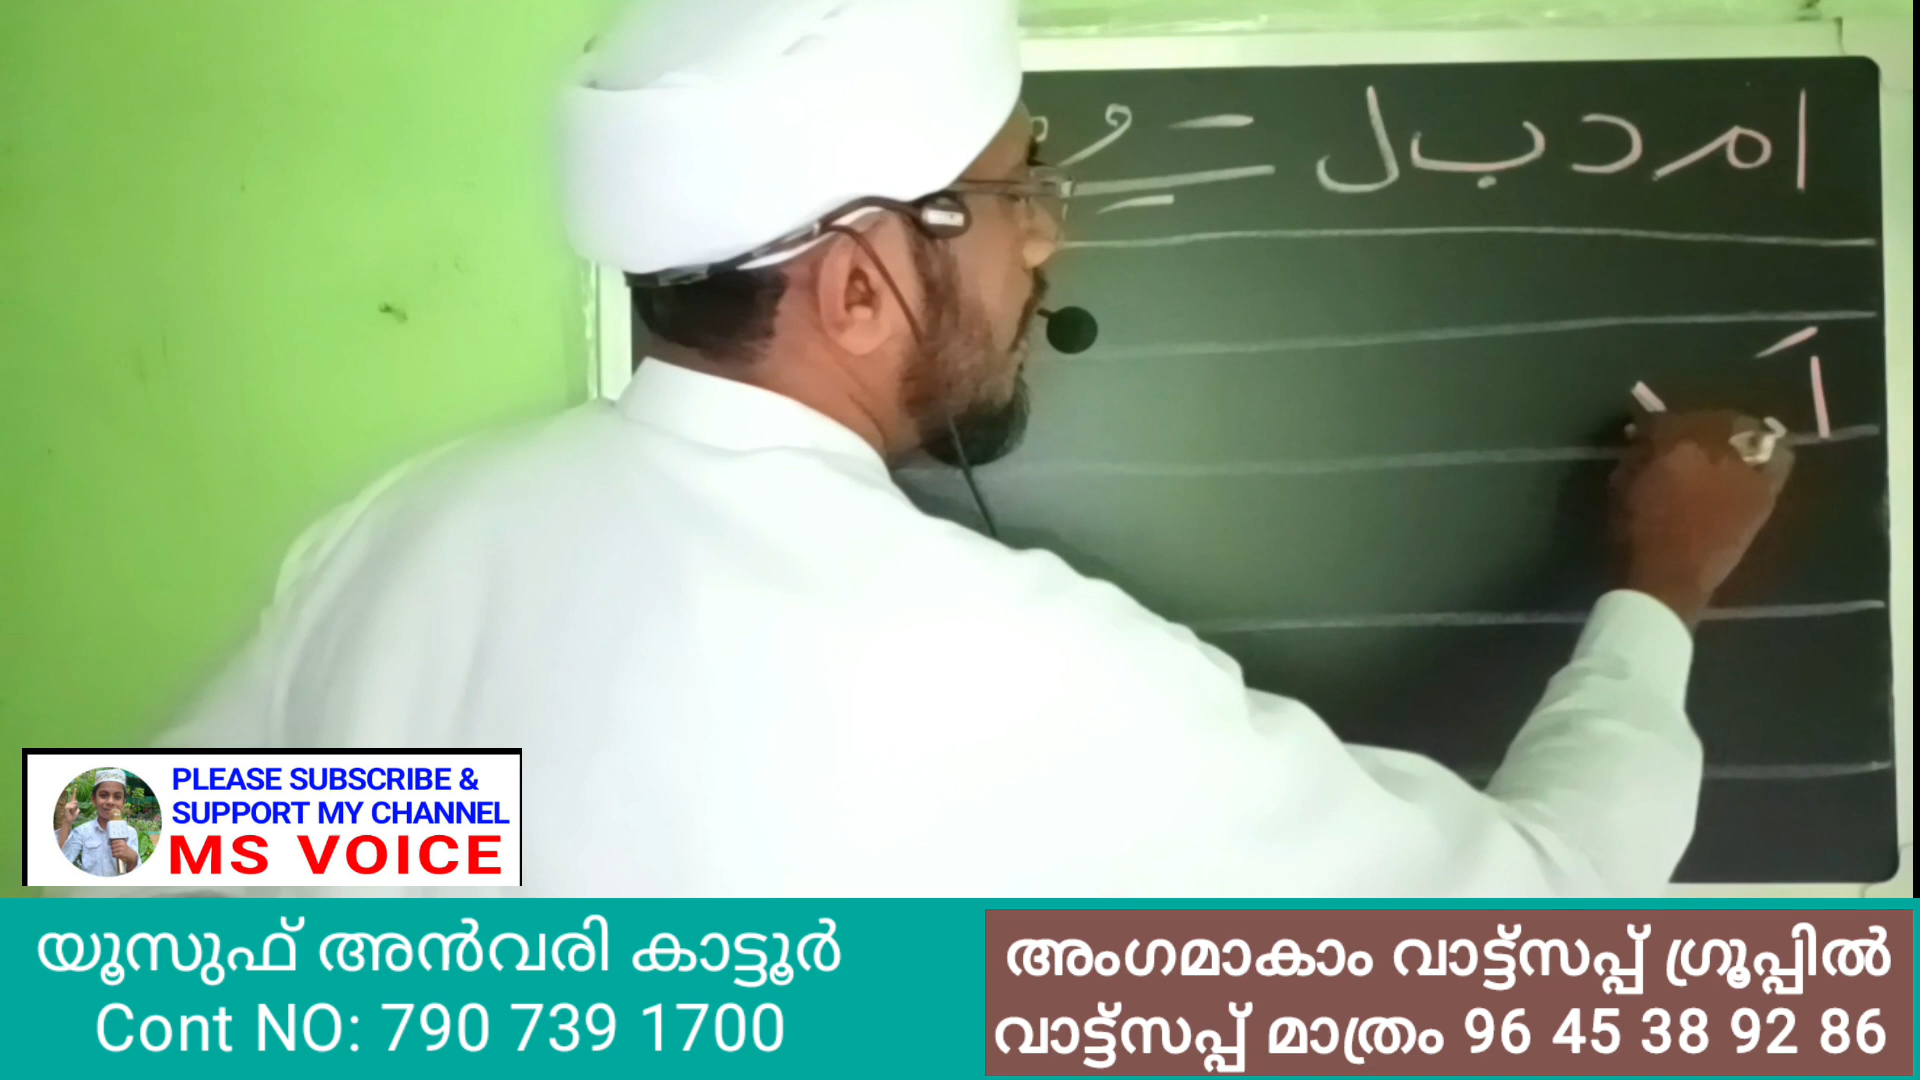 ا م ر د ب ل
PLEASE SUBSCRIBE &
SUPPORT MY CHANNEL
MS VOICE
യൂസുഫ് അൻവരി കാട്ടൂർ
Cont NO: 790 739 1700
അംഗമാകാം വാട്ട്സപ്പ് ഗ്രൂപ്പിൽ
വാട്ട്സപ്പ് മാത്രം 96 45 38 92 86